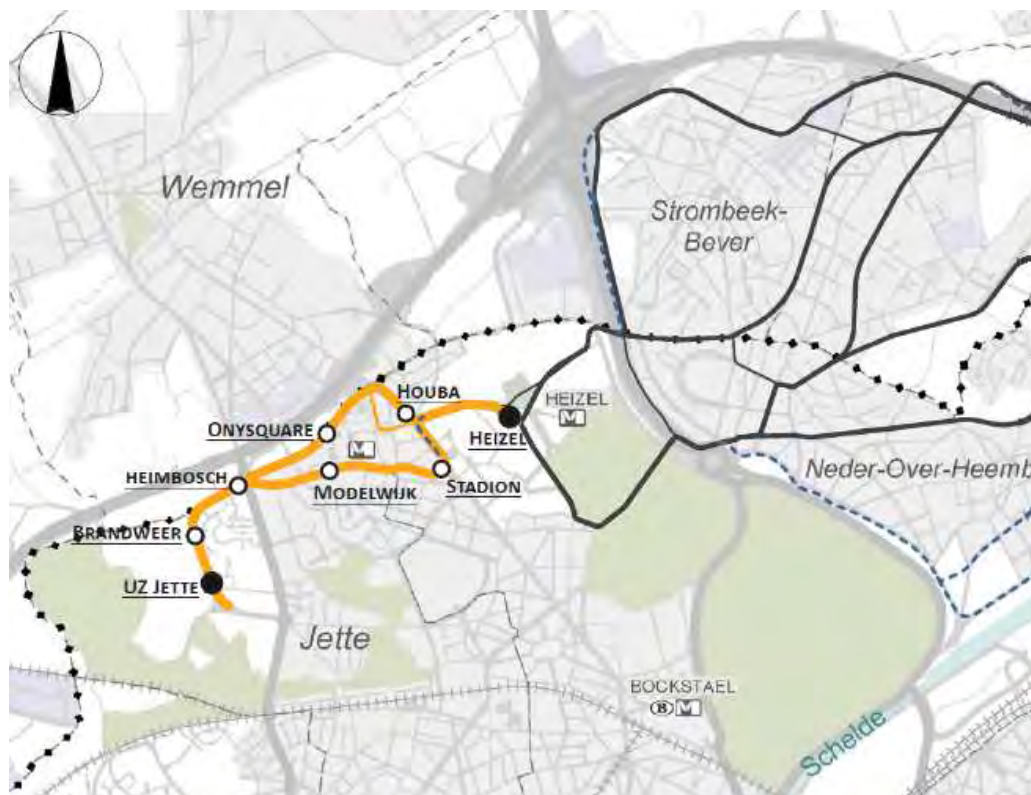 Wemmel
Strombeek-
Bever
HOUBA
HEIZEL
M
ONYSQUARE
HEIZEL
M
HEIMBOSCH
MODELWIJK
STADION
Neder-Over-Heemb
BRANDWEER
UZ JETTE
Jette
BOCKSTAEL
B M
Schelde